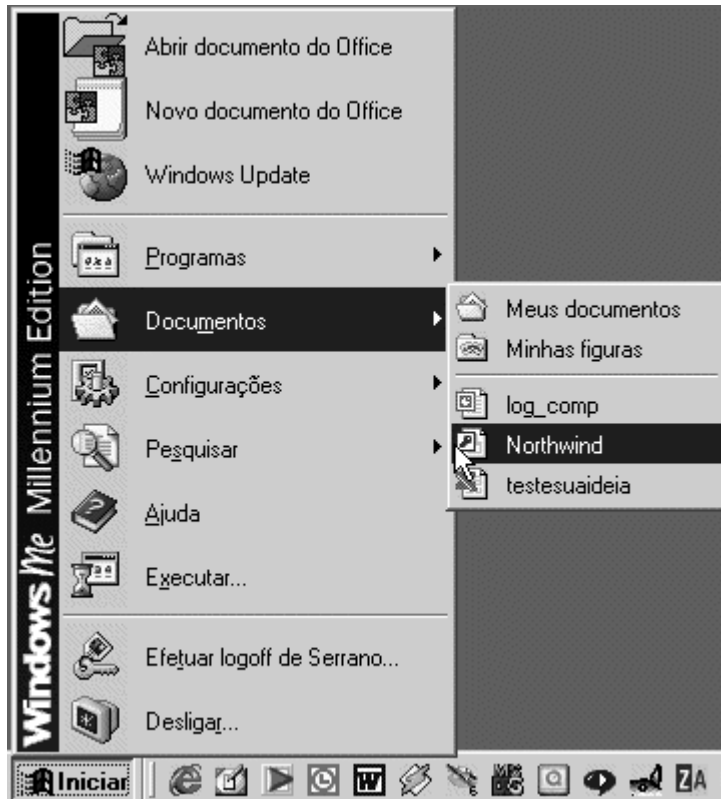 Abrir documento do Office
Novo documento do Office
Windows Update
Programas
Documentos
Configurações
Pesquisar
Ajuda
Executar...
Efetuar logoff de Serrano...
Desligar...
Windows Me Millennium Edition
Meus documentos
Minhas figuras
log_comp
Northwind
testesuaideia
Iniciar